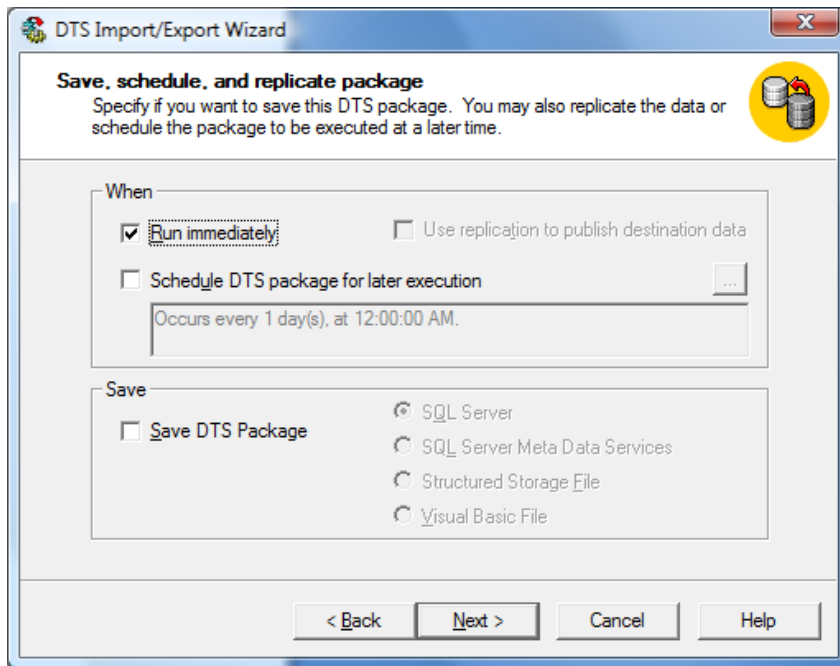 DTS Import/Export Wizard
Save, schedule, and replicate package
Specify if you want to save this DTS package. You may also replicate the data or
schedule the package to be executed at a later time.
When
Run immediately
Use replication to publish destination data
Schedule DTS package for later execution
...
Occurs every 1 day(s), at 12:00:00 AM.
Save
Save DTS Package
SQL Server
SQL Server Meta Data Services
Structured Storage File
Visual Basic File
< Back
Next >
Cancel
Help